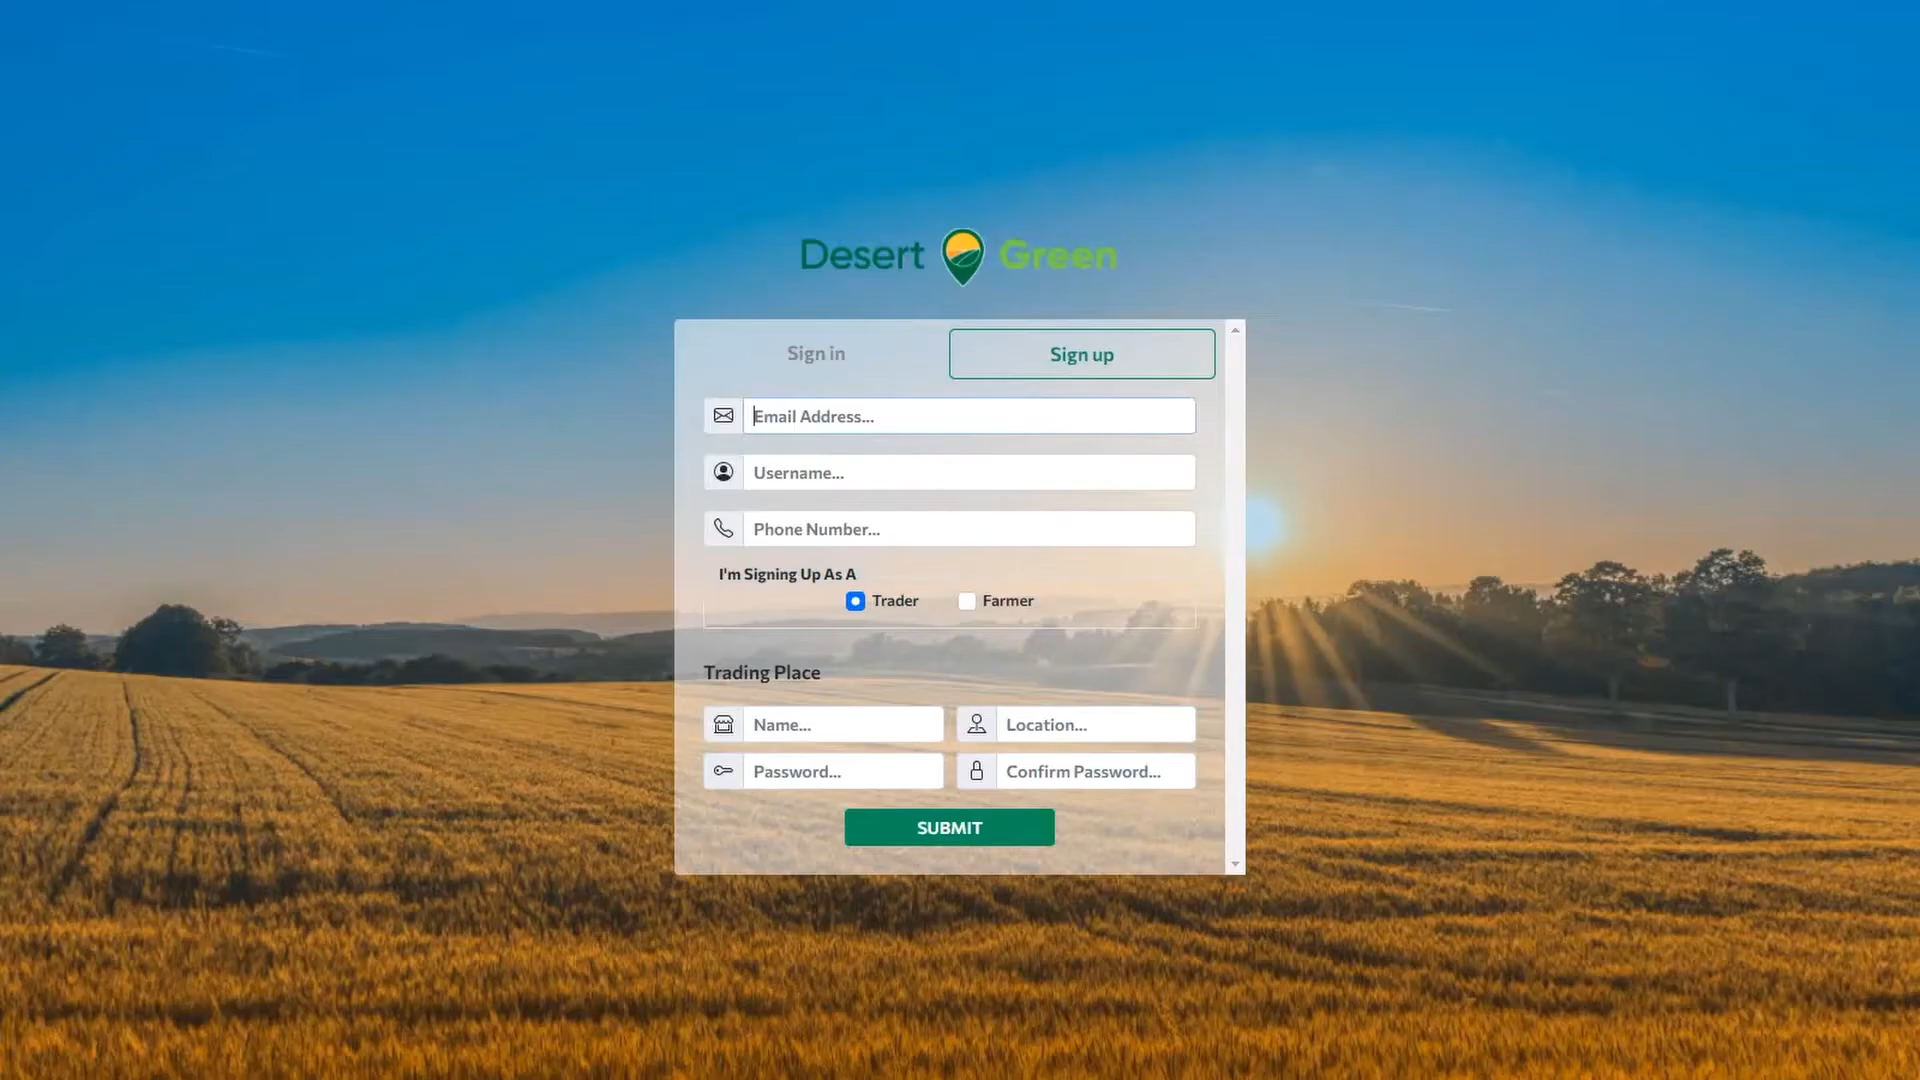 Desert Green
Sign in Sign up
Email Address...
Username...
Phone Number...
I'm Signing Up As A
Trader Farmer
Trading Place
Name... Location...
Password... Confirm Password...
SUBMIT